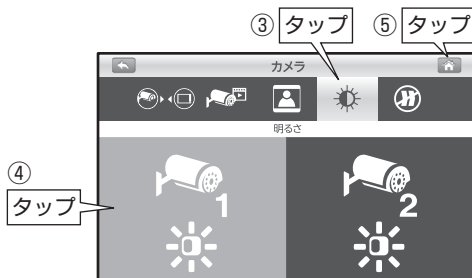 ③ タップ ⑤ タップ
カメラ
明るさ
④
タップ
1 2